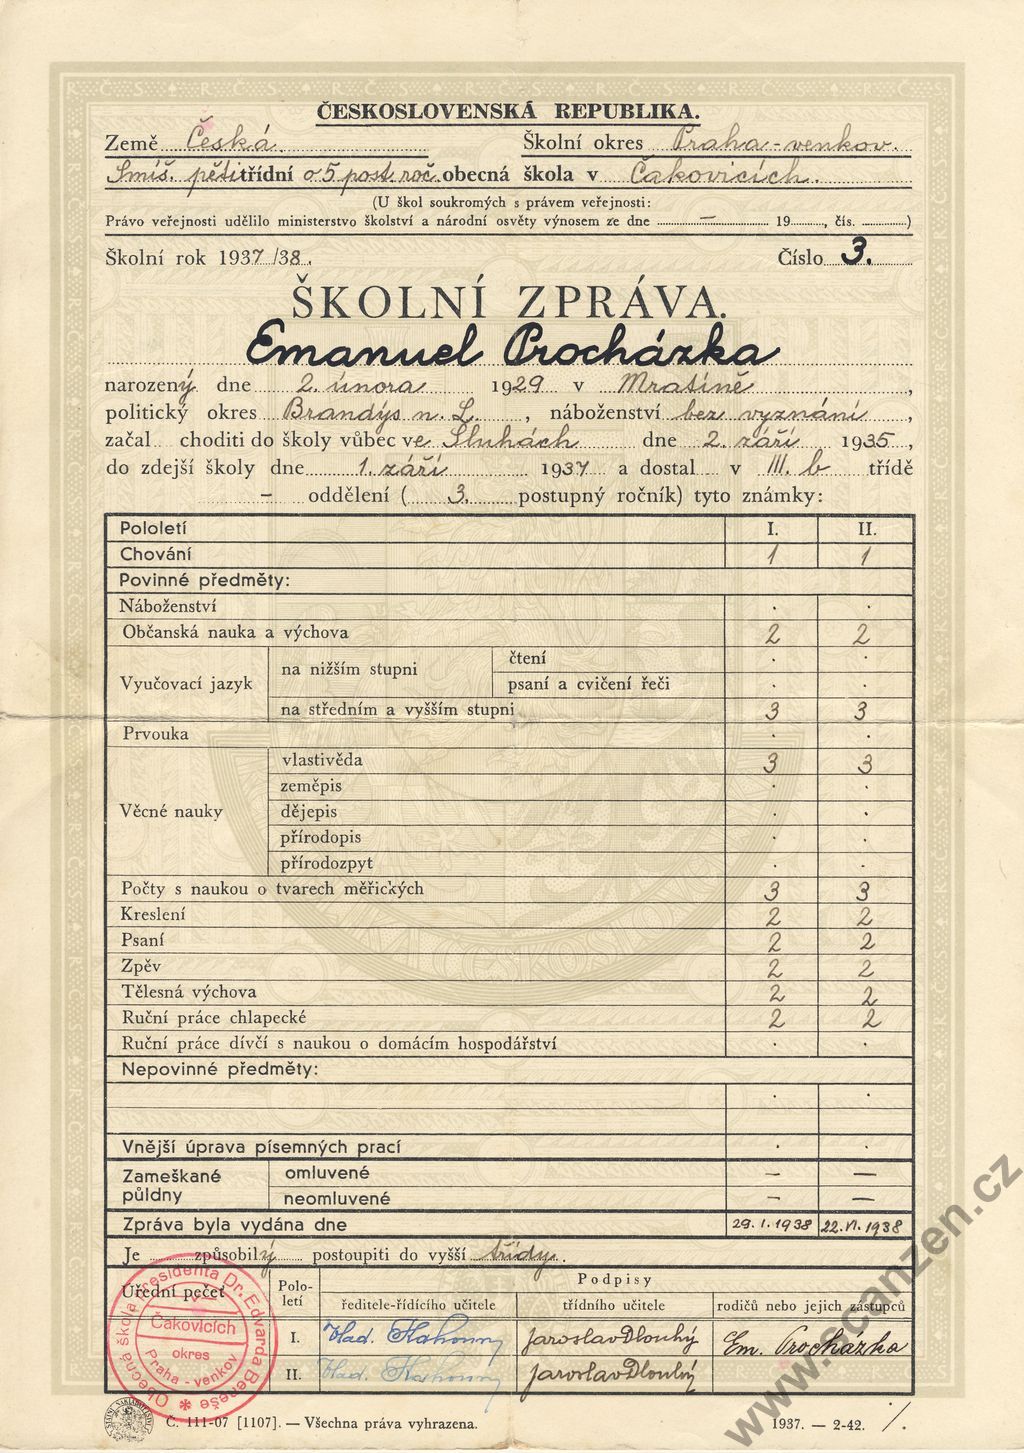 ČESKOSLOVENSKÁ REPUBLIKA.
Země Česká. Školní okres Praha-venkov.
Smíš. pětitřídní o 5 post. roč. obecná škola v Čakovicích.
(U škol soukromých s právem veřejnosti:
Právo veřejnosti udělilo ministerstvo školství a národní osvěty výnosem ze dne — 19 , čís. )
Školní rok 1937/38. Číslo 3.
ŠKOLNÍ ZPRÁVA.
Emanuel Procházka
narozený dne 2. února 1929 v Mratíně,
politický okres Brandýs n. L., náboženství bez vyznání,
začal choditi do školy vůbec ve Sluhách dne 2. září 1935,
do zdejší školy dne 1. září 1937 a dostal v III. b třídě
– oddělení ( 3. postupný ročník) tyto známky:
Pololetí I. II.
Chování 1 1
Povinné předměty:
Náboženství . .
Občanská nauka a výchova 2 2
Vyučovací jazyk na nižším stupni čtení . .
psaní a cvičení řeči . .
na středním a vyšším stupni 3 3
Prvouka . .
Věcné nauky vlastivěda 3 3
zeměpis . .
dějepis . .
přírodopis . .
přírodozpyt . .
Počty s naukou o tvarech měřických 3 3
Kreslení 2 2
Psaní 2 2
Zpěv 2 2
Tělesná výchova 2 2
Ruční práce chlapecké 2 2
Ruční práce dívčí s naukou o domácím hospodářství . .
Nepovinné předměty:
. .
. .
Vnější úprava písemných prací . .
Zameškané půldny omluvené — —
neomluvené — —
Zpráva byla vydána dne 29.I.1938 22.VI.1938
Je způsobilý postoupiti do vyšší třídy.
Úřední pečeť Pololetí Podpisy
ředitele-řídícího učitele třídního učitele rodičů nebo jejich zástupců
I. Vlad. Jaroslav Dlouhý Em. Procházka
II. Vlad. Jaroslav Dlouhý
Obecná škola Presidenta Dr. Edvarda Beneše
Čakovicích
okres
Praha - venkov
Č. 111-07 [1107]. — Všechna práva vyhrazena. 1937. — 2-42.
www.scanzen.cz